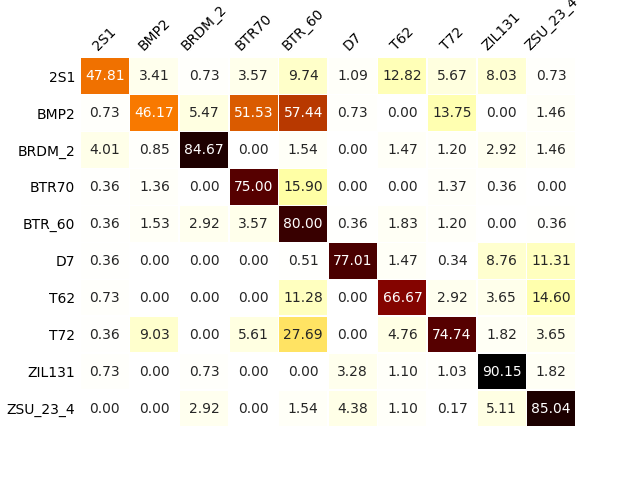 2S1 BMP2 BRDM_2 BTR70 BTR_60 D7 T62 T72 ZIL131 ZSU_23_4
2S1 47.81 3.41 0.73 3.57 9.74 1.09 12.82 5.67 8.03 0.73
BMP2 0.73 46.17 5.47 51.53 57.44 0.73 0.00 13.75 0.00 1.46
BRDM_2 4.01 0.85 84.67 0.00 1.54 0.00 1.47 1.20 2.92 1.46
BTR70 0.36 1.36 0.00 75.00 15.90 0.00 0.00 1.37 0.36 0.00
BTR_60 0.36 1.53 2.92 3.57 80.00 0.36 1.83 1.20 0.00 0.36
D7 0.36 0.00 0.00 0.00 0.51 77.01 1.47 0.34 8.76 11.31
T62 0.73 0.00 0.00 0.00 11.28 0.00 66.67 2.92 3.65 14.60
T72 0.36 9.03 0.00 5.61 27.69 0.00 4.76 74.74 1.82 3.65
ZIL131 0.73 0.00 0.73 0.00 0.00 3.28 1.10 1.03 90.15 1.82
ZSU_23_4 0.00 0.00 2.92 0.00 1.54 4.38 1.10 0.17 5.11 85.04